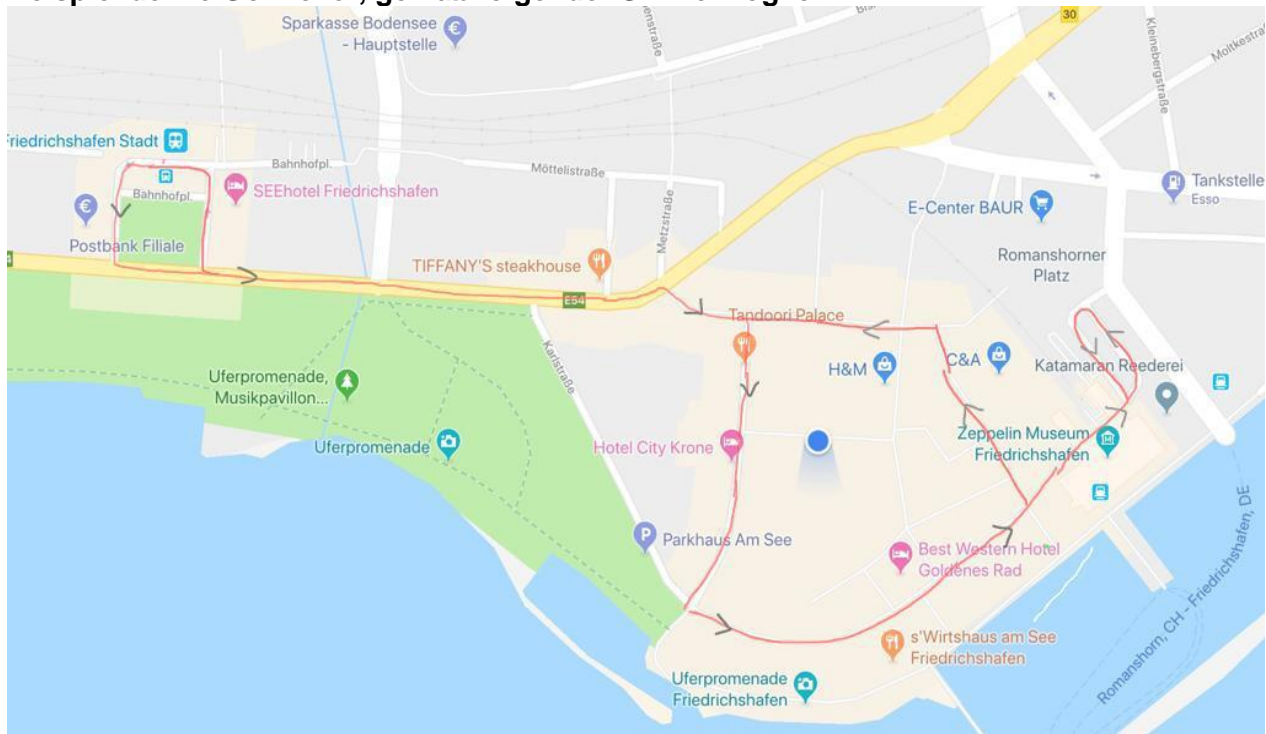 Sparkasse Bodensee
- Hauptstelle
30
Kleinebergstraße
Friedrichshafen Stadt
Bahnhofpl.
Möttelistraße
Bahnhofpl.
SEEhotel Friedrichshafen
Metzstraße
Tankstelle
Esso
E-Center BAUR
Postbank Filiale
Romanshorner
Platz
TIFFANY'S steakhouse
E54
Tandoori Palace
Karlstraße
H&M
C&A
Katamaran Reederei
Uferpromenade,
Musikpavillon...
Uferpromenade
Hotel City Krone
Zeppelin Museum
Friedrichshafen
P
Parkhaus Am See
Best Western Hotel
Goldenes Rad
s'Wirtshaus am See
Friedrichshafen
Uferpromenade
Friedrichshafen
Romanshorn, CH - Friedrichshafen, DE